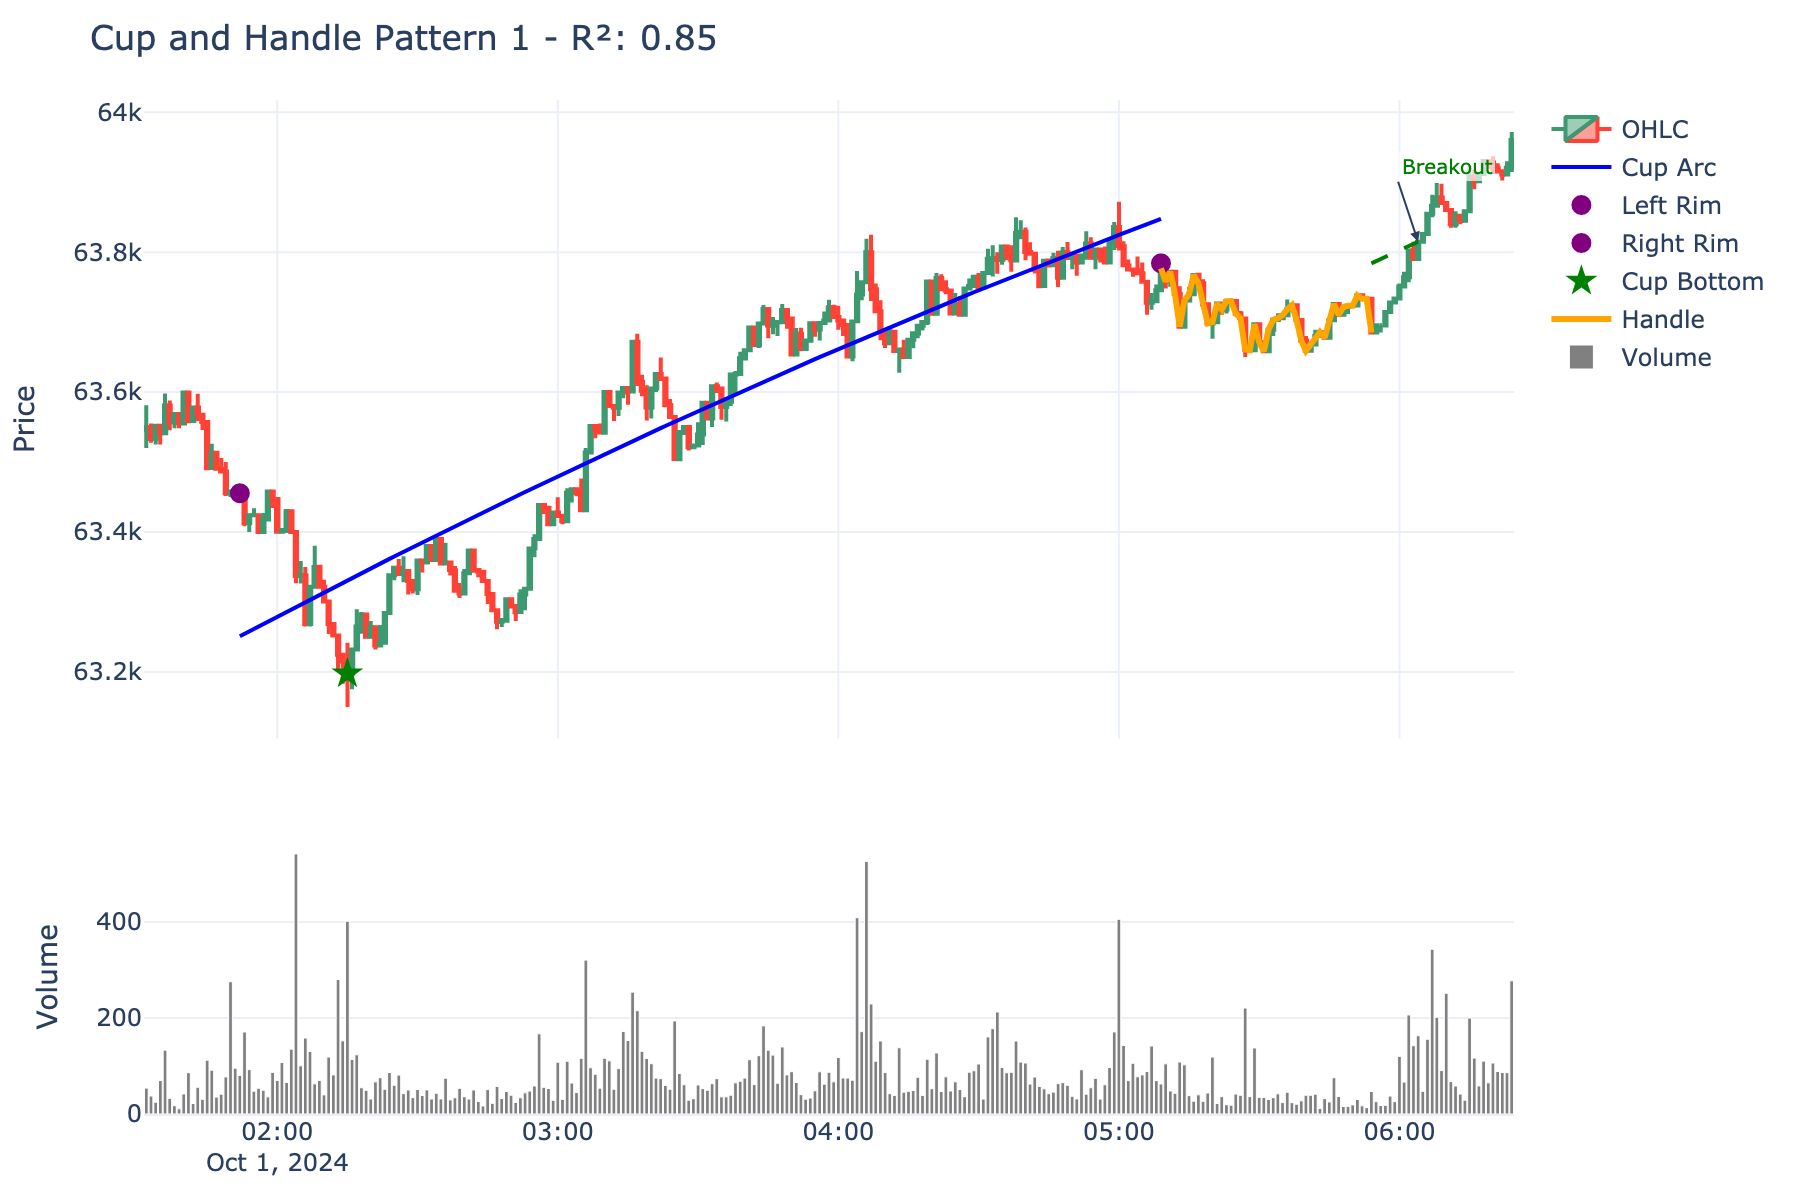 Cup and Handle Pattern 1 - R²: 0.85
64k
63.8k
63.6k
63.4k
63.2k
Price
Breakout
OHLC
Cup Arc
Left Rim
Right Rim
Cup Bottom
Handle
Volume
400
200
0
Volume
02:00
03:00
04:00
05:00
06:00
Oct 1, 2024